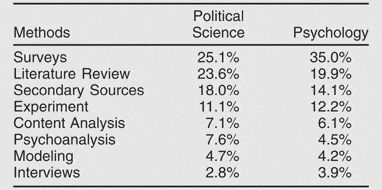 Political
Methods Science Psychology
Surveys 25.1% 35.0%
Literature Review 23.6% 19.9%
Secondary Sources 18.0% 14.1%
Experiment 11.1% 12.2%
Content Analysis 7.1% 6.1%
Psychoanalysis 7.6% 4.5%
Modeling 4.7% 4.2%
Interviews 2.8% 3.9%